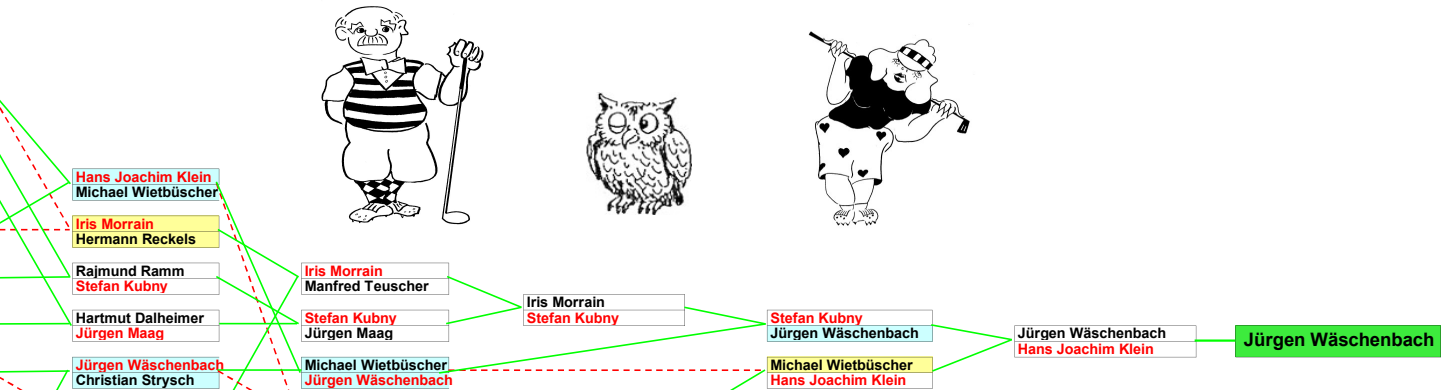 Hans Joachim Klein
Michael Wietbüscher
Iris Morrain
Hermann Reckels
Rajmund Ramm
Stefan Kubny
Hartmut Dalheimer
Jürgen Maag
Jürgen Wäschenbach
Christian Strysch
Iris Morrain
Manfred Teuscher
Stefan Kubny
Jürgen Maag
Michael Wietbüscher
Jürgen Wäschenbach
Iris Morrain
Stefan Kubny
Stefan Kubny
Jürgen Wäschenbach
Michael Wietbüscher
Hans Joachim Klein
Jürgen Wäschenbach
Hans Joachim Klein
Jürgen Wäschenbach